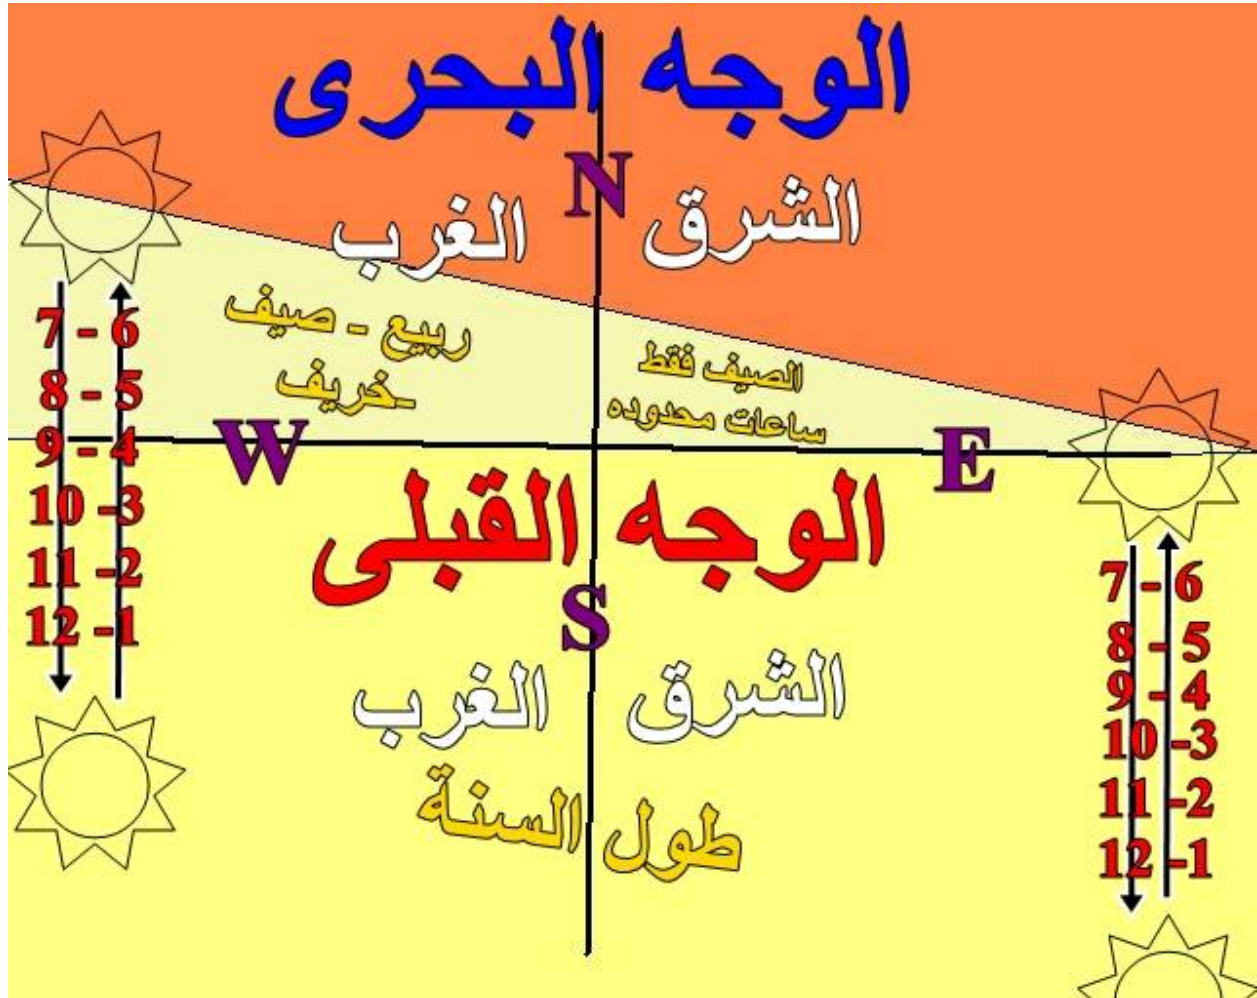 الوجه البحرى
N
الشرق
الغرب
ربيع - صيف
-خريف
الصيف فقط
ساعات محدوده
W
E
الوجه القبلى
S
الشرق
الغرب
طول السنة
7 - 6
8 - 5
9 - 4
10 -3
11 -2
12 -1
7 - 6
8 - 5
9 - 4
10 -3
11 -2
12 -1